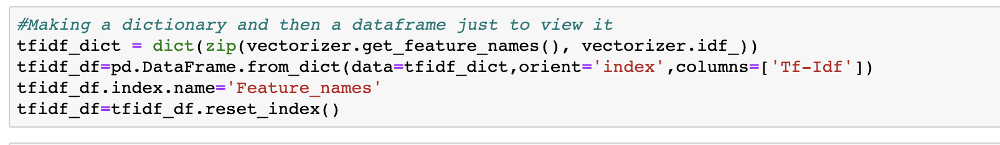 #Making a dictionary and then a dataframe just to view it
tfidf_dict = dict(zip(vectorizer.get_feature_names(), vectorizer.idf_))
tfidf_df=pd.DataFrame.from_dict(data=tfidf_dict,orient='index',columns=['Tf-Idf'])
tfidf_df.index.name='Feature_names'
tfidf_df=tfidf_df.reset_index()